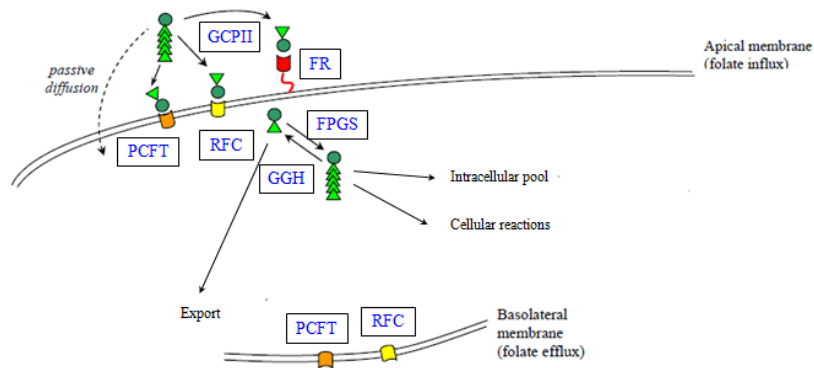 GCPII
FR
Apical membrane
(folate influx)
passive
diffusion
PCFT
RFC
FPGS
GGH
Intracellular pool
Cellular reactions
Export
PCFT
RFC
Basolateral
membrane
(folate efflux)